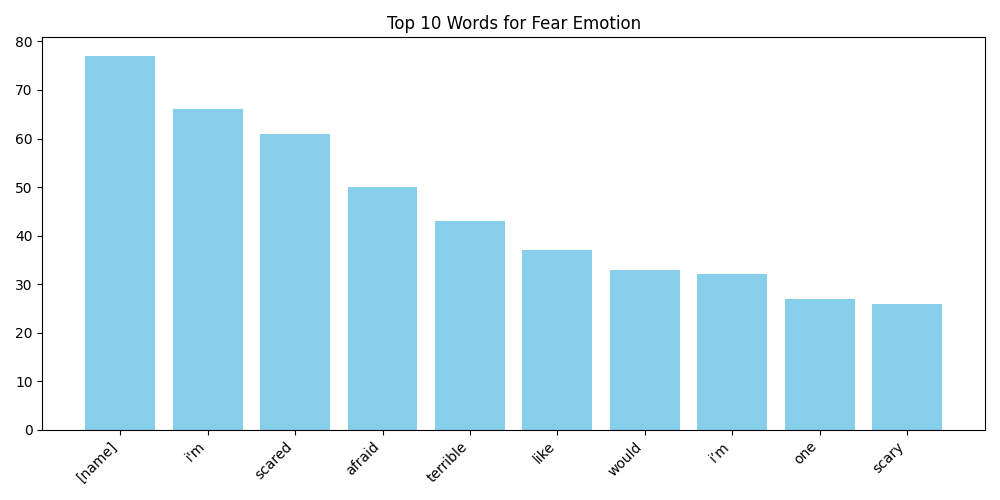 Top 10 Words for Fear Emotion
80
70
60
50
40
30
20
10
0
[name]
i'm
scared
afraid
terrible
like
would
i’m
one
scary